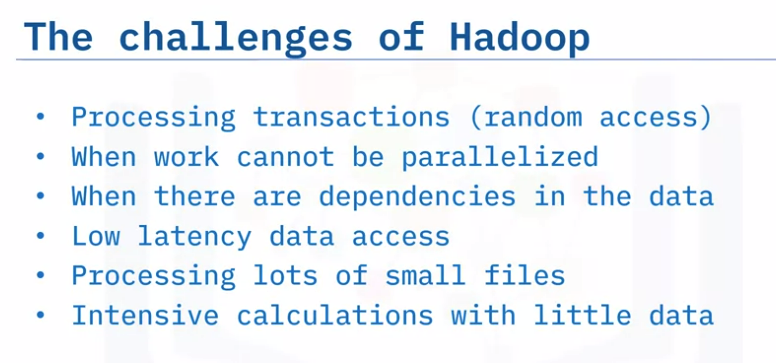 The challenges of Hadoop
• Processing transactions (random access)
• When work cannot be parallelized
• When there are dependencies in the data
• Low latency data access
• Processing lots of small files
• Intensive calculations with little data